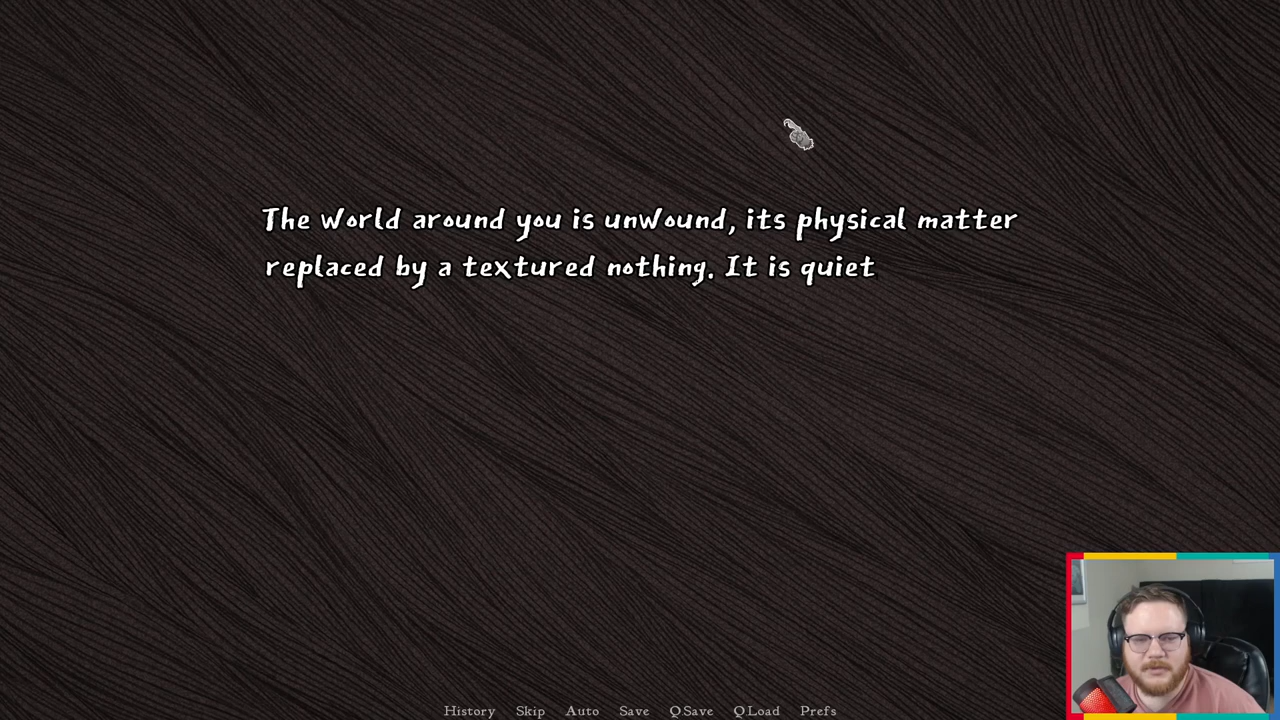 The world around you is unwound, its physical matter
replaced by a textured nothing. It is quiet
History Skip Auto Save Q.Save Q.Load Prefs